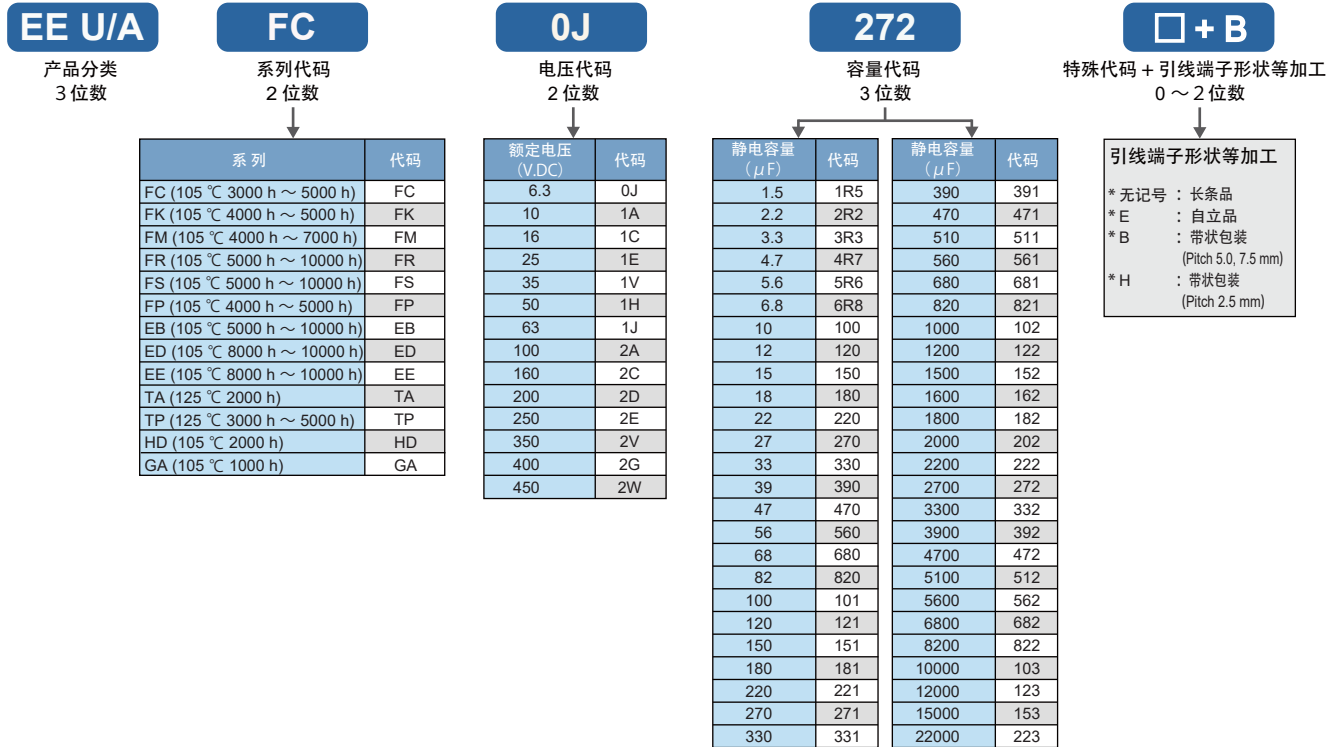 EE U/A
FC
0J
272
□ + B
产品分类
3 位数
系列代码
2 位数
电压代码
2 位数
容量代码
3 位数
特殊代码 + 引线端子形状等加工
0 ～ 2 位数
系 列 代码
FC (105 ℃ 3000 h ～ 5000 h) FC
FK (105 ℃ 4000 h ～ 5000 h) FK
FM (105 ℃ 4000 h ～ 7000 h) FM
FR (105 ℃ 5000 h ～ 10000 h) FR
FS (105 ℃ 5000 h ～ 10000 h) FS
FP (105 ℃ 4000 h ～ 5000 h) FP
EB (105 ℃ 5000 h ～ 10000 h) EB
ED (105 ℃ 8000 h ～ 10000 h) ED
EE (105 ℃ 8000 h ～ 10000 h) EE
TA (125 ℃ 2000 h) TA
TP (125 ℃ 3000 h ～ 5000 h) TP
HD (105 ℃ 2000 h) HD
GA (105 ℃ 1000 h) GA
额定电压
(V.DC)
代码
6.3 0J
10 1A
16 1C
25 1E
35 1V
50 1H
63 1J
100 2A
160 2C
200 2D
250 2E
350 2V
400 2G
450 2W
静电容量
(μF)
代码
1.5 1R5
2.2 2R2
3.3 3R3
4.7 4R7
5.6 5R6
6.8 6R8
10 100
12 120
15 150
18 180
22 220
27 270
33 330
39 390
47 470
56 560
68 680
82 820
100 101
120 121
150 151
180 181
220 221
270 271
330 331
静电容量
(μF)
代码
390 391
470 471
510 511
560 561
680 681
820 821
1000 102
1200 122
1500 152
1600 162
1800 182
2000 202
2200 222
2700 272
3300 332
3900 392
4700 472
5100 512
5600 562
6800 682
8200 822
10000 103
12000 123
15000 153
22000 223
引线端子形状等加工
* 无记号 ：长条品
* E ：自立品
* B ：带状包装
(Pitch 5.0, 7.5 mm)
* H ：带状包装
(Pitch 2.5 mm)